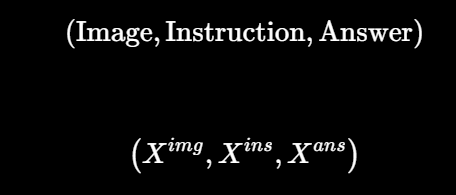 (Image, Instruction, Answer)
(X^{img}, X^{ins}, X^{ans})